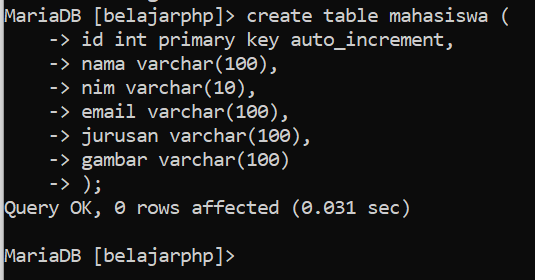 MariaDB [belajarphp]> create table mahasiswa (
    -> id int primary key auto_increment,
    -> nama varchar(100),
    -> nim varchar(10),
    -> email varchar(100),
    -> jurusan varchar(100),
    -> gambar varchar(100)
    -> );
Query OK, 0 rows affected (0.031 sec)
MariaDB [belajarphp]>